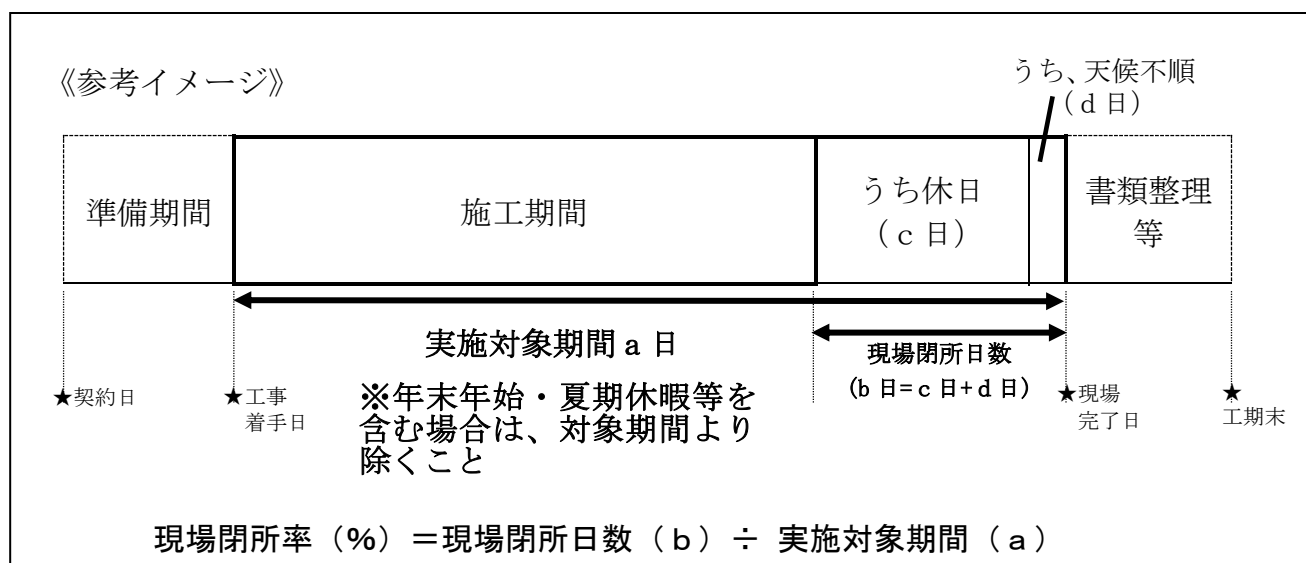 《参考イメージ》
うち、天候不順
（ｄ日）
準備期間
施工期間
うち休日
（ｃ日）
書類整理
等
実施対象期間 a 日
※年末年始・夏期休暇等を
含む場合は、対象期間より
除くこと
現場閉所日数
（b 日=c 日+d 日）
★契約日
★工事
着手日
★現場
完了日
★
工期末
現場閉所率（%）＝現場閉所日数（ｂ）÷ 実施対象期間（ａ）